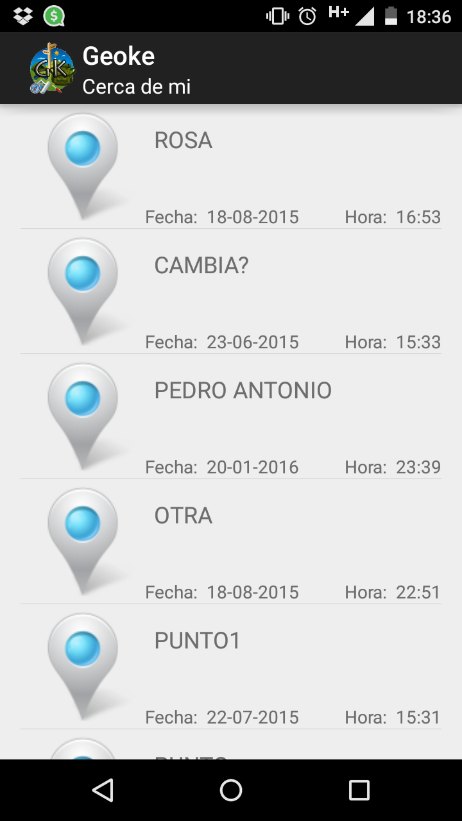 H+ 18:36
Geoke
Cerca de mi
ROSA
Fecha: 18-08-2015 Hora: 16:53
CAMBIA?
Fecha: 23-06-2015 Hora: 15:33
PEDRO ANTONIO
Fecha: 20-01-2016 Hora: 23:39
OTRA
Fecha: 18-08-2015 Hora: 22:51
PUNTO1
Fecha: 22-07-2015 Hora: 15:31